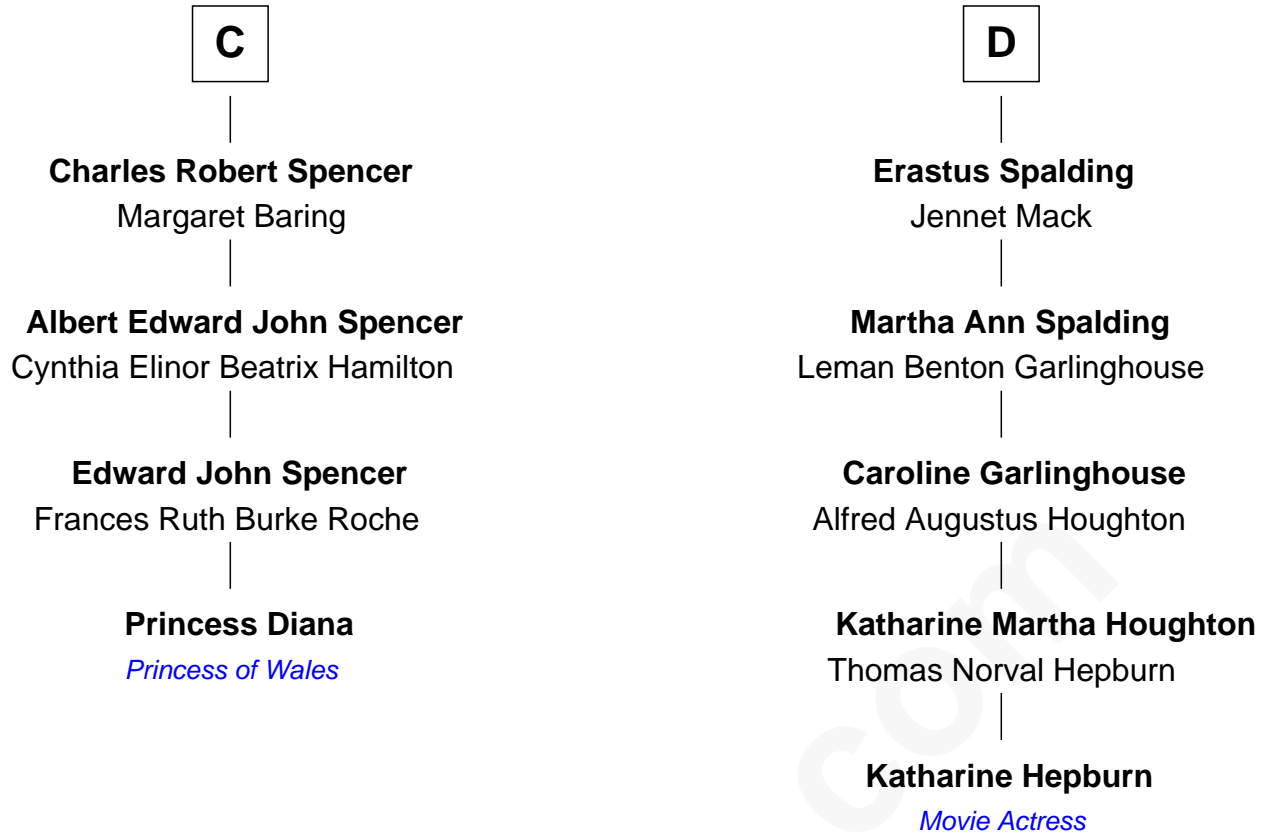 C
Charles Robert Spencer
Margaret Baring
Albert Edward John Spencer
Cynthia Elinor Beatrix Hamilton
Edward John Spencer
Frances Ruth Burke Roche
Princess Diana
Princess of Wales
D
Erastus Spalding
Jennet Mack
Martha Ann Spalding
Leman Benton Garlinghouse
Caroline Garlinghouse
Alfred Augustus Houghton
Katharine Martha Houghton
Thomas Norval Hepburn
Katharine Hepburn
Movie Actress
com